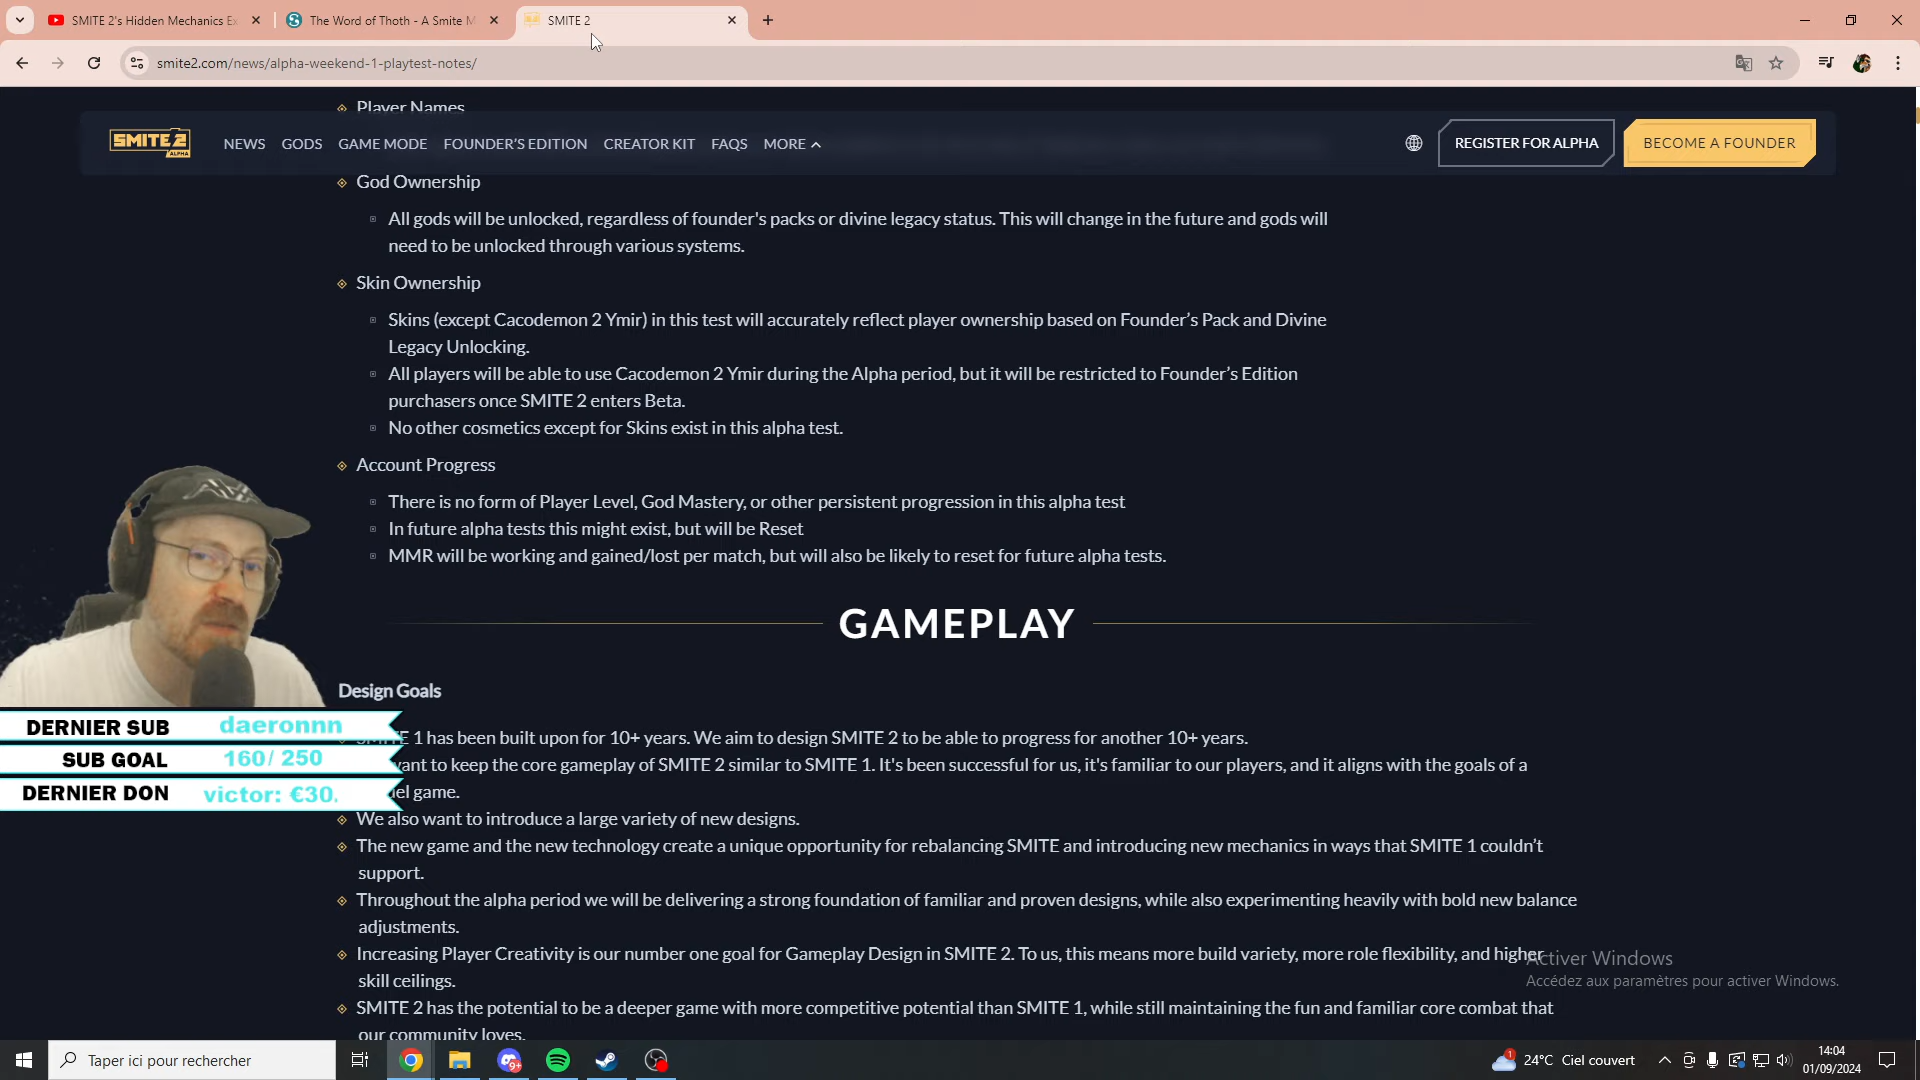 SMITE 2's Hidden Mechanics Ex
The Word of Thoth - A Smite M
SMITE 2
smite2.com/news/alpha-weekend-1-playtest-notes/
Player Names
SMITE 2
ALPHA
NEWS
GODS
GAME MODE
FOUNDER'S EDITION
CREATOR KIT
FAQS
MORE
REGISTER FOR ALPHA
BECOME A FOUNDER
God Ownership
All gods will be unlocked, regardless of founder's packs or divine legacy status. This will change in the future and gods will
need to be unlocked through various systems.
Skin Ownership
Skins (except Cacodemon 2 Ymir) in this test will accurately reflect player ownership based on Founder's Pack and Divine
Legacy Unlocking.
All players will be able to use Cacodemon 2 Ymir during the Alpha period, but it will be restricted to Founder's Edition
purchasers once SMITE 2 enters Beta.
No other cosmetics except for Skins exist in this alpha test.
Account Progress
There is no form of Player Level, God Mastery, or other persistent progression in this alpha test
In future alpha tests this might exist, but will be Reset
MMR will be working and gained/lost per match, but will also be likely to reset for future alpha tests.
GAMEPLAY
Design Goals
1 has been built upon for 10+ years. We aim to design SMITE 2 to be able to progress for another 10+ years.
to keep the core gameplay of SMITE 2 similar to SMITE 1. It's been successful for us, it's familiar to our players, and it aligns with the goals of a
game.
We also want to introduce a large variety of new designs.
The new game and the new technology create a unique opportunity for rebalancing SMITE and introducing new mechanics in ways that SMITE 1 couldn't
support.
Throughout the alpha period we will be delivering a strong foundation of familiar and proven designs, while also experimenting heavily with bold new balance
adjustments.
Increasing Player Creativity is our number one goal for Gameplay Design in SMITE 2. To us, this means more build variety, more role flexibility, and higher
skill ceilings.
SMITE 2 has the potential to be a deeper game with more competitive potential than SMITE 1, while still maintaining the fun and familiar core combat that
our community loves.
DERNIER SUB daeronnn
SUB GOAL 160/ 250
DERNIER DON victor: €30.
Activer Windows
Accédez aux paramètres pour activer Windows.
Taper ici pour rechercher
9+
1
24°C Ciel couvert
14:04
01/09/2024